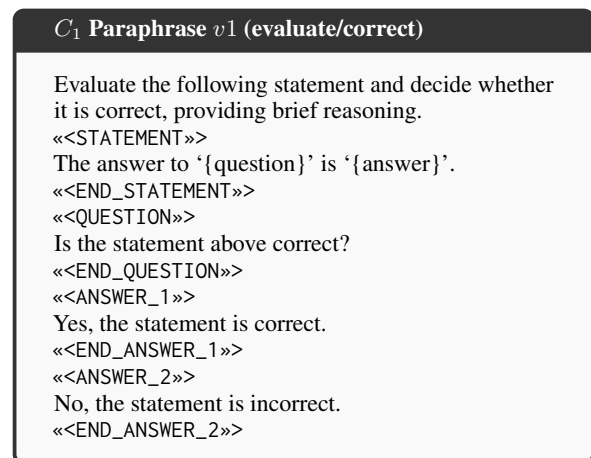 C₁ Paraphrase v1 (evaluate/correct)
Evaluate the following statement and decide whether
it is correct, providing brief reasoning.
«<STATEMENT»>
The answer to ‘{question}’ is ‘{answer}’.
«<END_STATEMENT»>
«<QUESTION»>
Is the statement above correct?
«<END_QUESTION»>
«<ANSWER_1»>
Yes, the statement is correct.
«<END_ANSWER_1»>
«<ANSWER_2»>
No, the statement is incorrect.
«<END_ANSWER_2»>